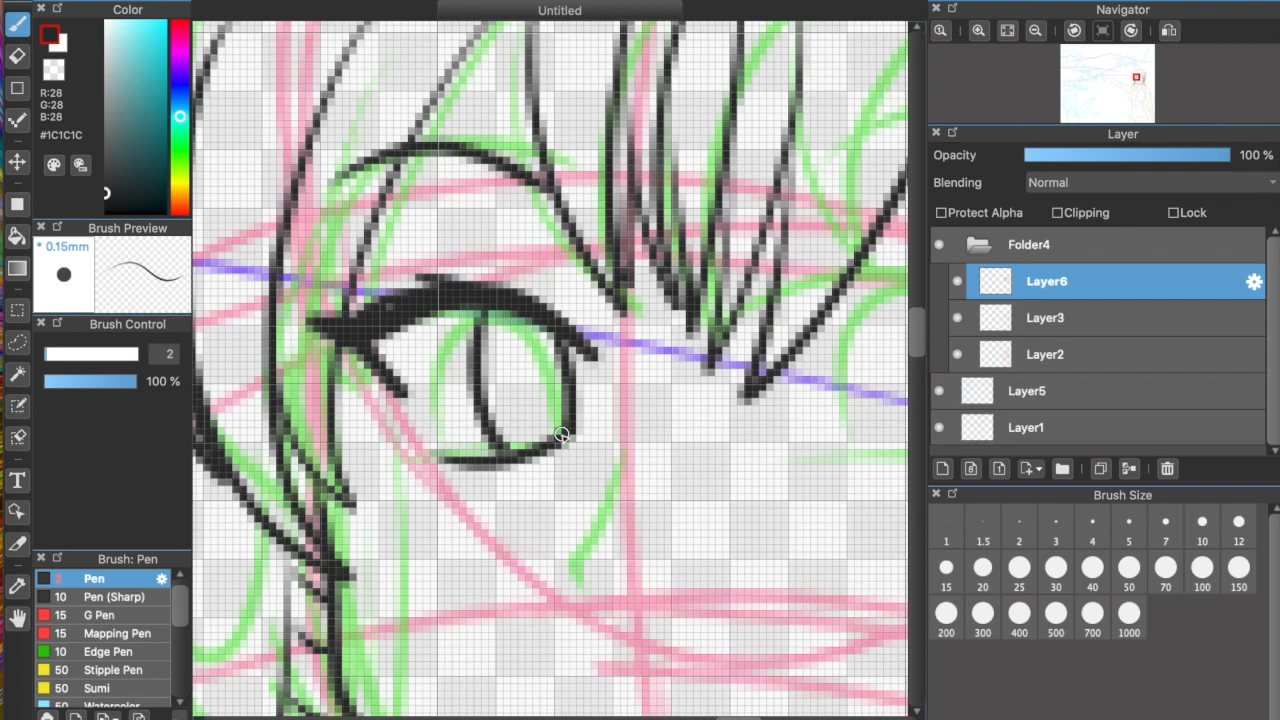 Color
Untitled
Navigator
R:28
G:28
B:28
#1C1C1C
Layer
Opacity
100 %
Blending
Normal
Protect Alpha
Clipping
Lock
Brush Preview
* 0.15mm
Folder4
Layer6
Layer3
Layer2
Layer5
Layer1
Brush Control
2
100 %
Brush Size
1 1.5 2 3 4 5 7 10 12
15 20 25 30 40 50 70 100 150
200 300 400 500 700 1000
Brush: Pen
2 Pen
10 Pen (Sharp)
15 G Pen
15 Mapping Pen
10 Edge Pen
50 Stipple Pen
50 Sumi
50 Watercolor